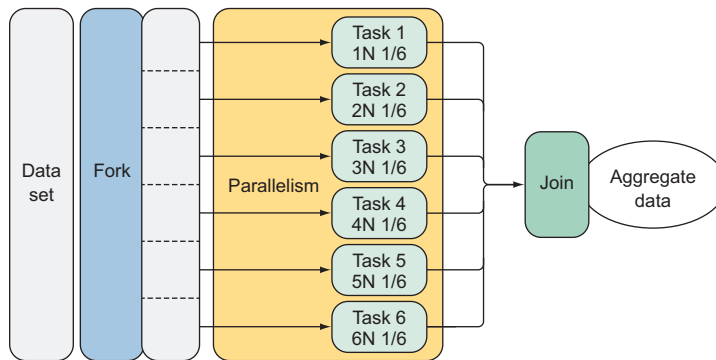 Data
set
Fork
Parallelism
Task 1
1N 1/6
Task 2
2N 1/6
Task 3
3N 1/6
Task 4
4N 1/6
Task 5
5N 1/6
Task 6
6N 1/6
Join
Aggregate
data